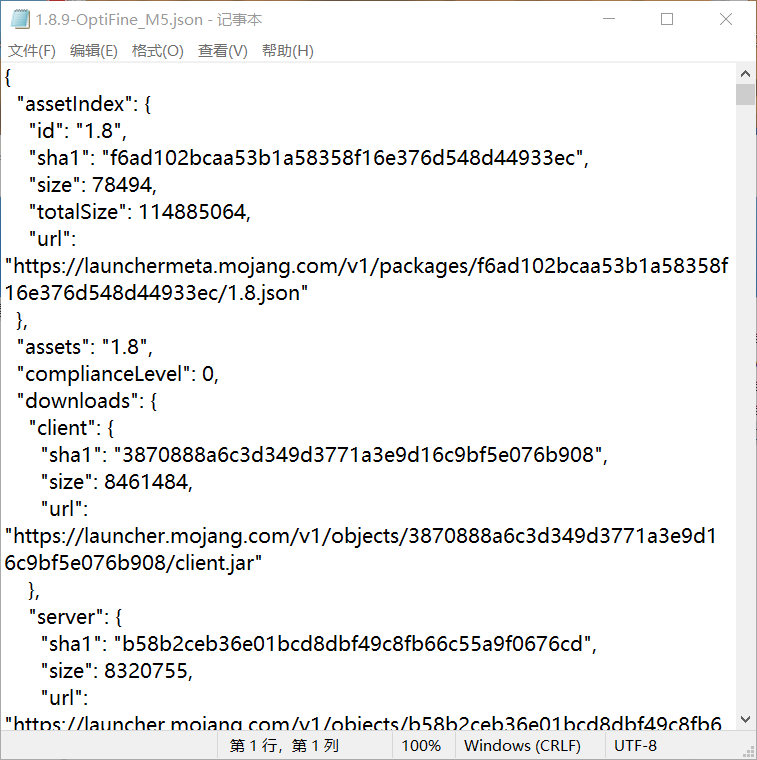 1.8.9-OptiFine_M5.json - 记事本
文件(F) 编辑(E) 格式(O) 查看(V) 帮助(H)
{
"assetIndex": {
"id": "1.8",
"sha1": "f6ad102bcaa53b1a58358f16e376d548d44933ec",
"size": 78494,
"totalSize": 114885064,
"url":
"https://launchermeta.mojang.com/v1/packages/f6ad102bcaa53b1a58358f
16e376d548d44933ec/1.8.json"
},
"assets": "1.8",
"complianceLevel": 0,
"downloads": {
"client": {
"sha1": "3870888a6c3d349d3771a3e9d16c9bf5e076b908",
"size": 8461484,
"url":
"https://launcher.mojang.com/v1/objects/3870888a6c3d349d3771a3e9d1
6c9bf5e076b908/client.jar"
},
"server": {
"sha1": "b58b2ceb36e01bcd8dbf49c8fb66c55a9f0676cd",
"size": 8320755,
"url":
"https://launcher.mojang.com/v1/objects/b58b2ceb36e01bcd8dbf49c8fb6
第 1 行，第 1 列 100% Windows (CRLF) UTF-8